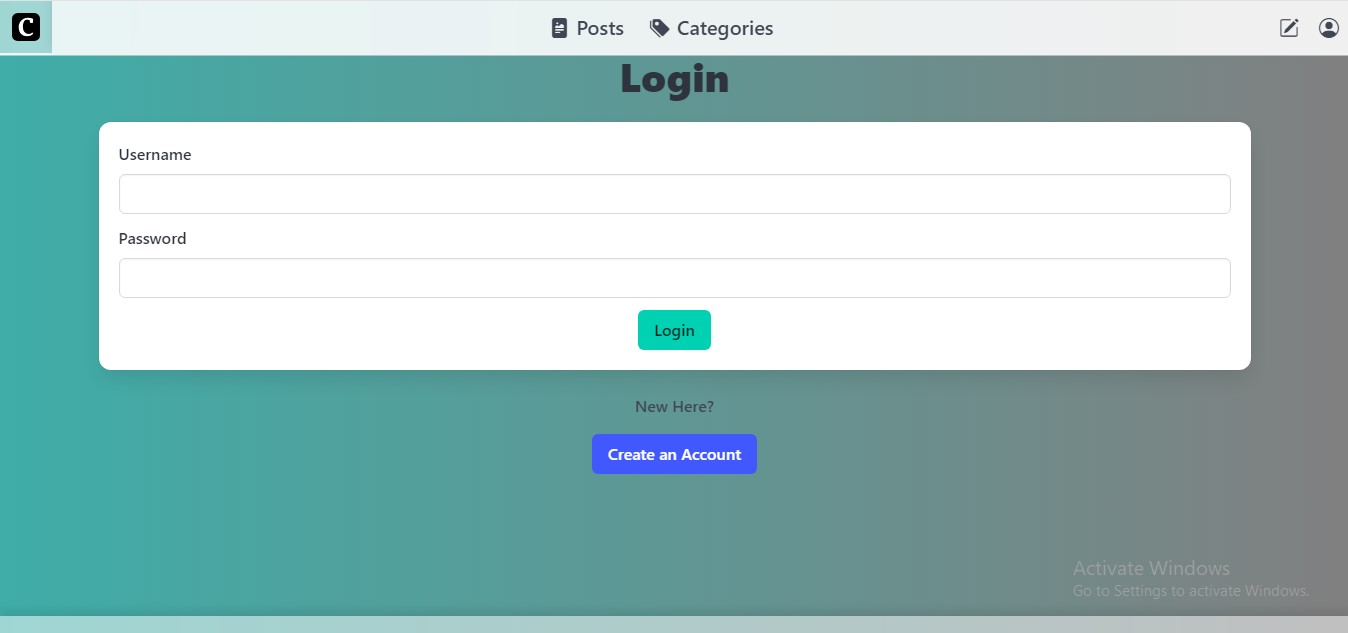 C
Posts
Categories
Login
Username
Password
Login
New Here?
Create an Account
Activate Windows
Go to Settings to activate Windows.